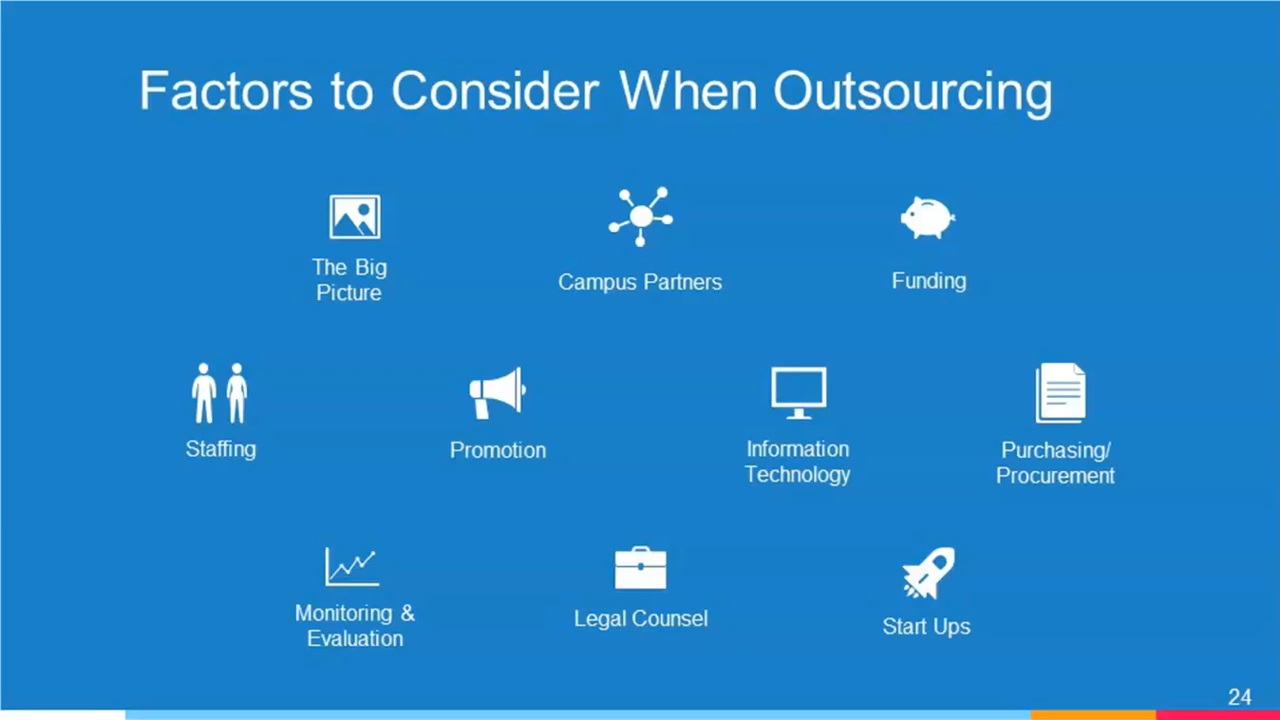 Factors to Consider When Outsourcing
The Big
Picture
Campus Partners
Funding
Staffing
Promotion
Information
Technology
Purchasing/
Procurement
Monitoring &
Evaluation
Legal Counsel
Start Ups
24